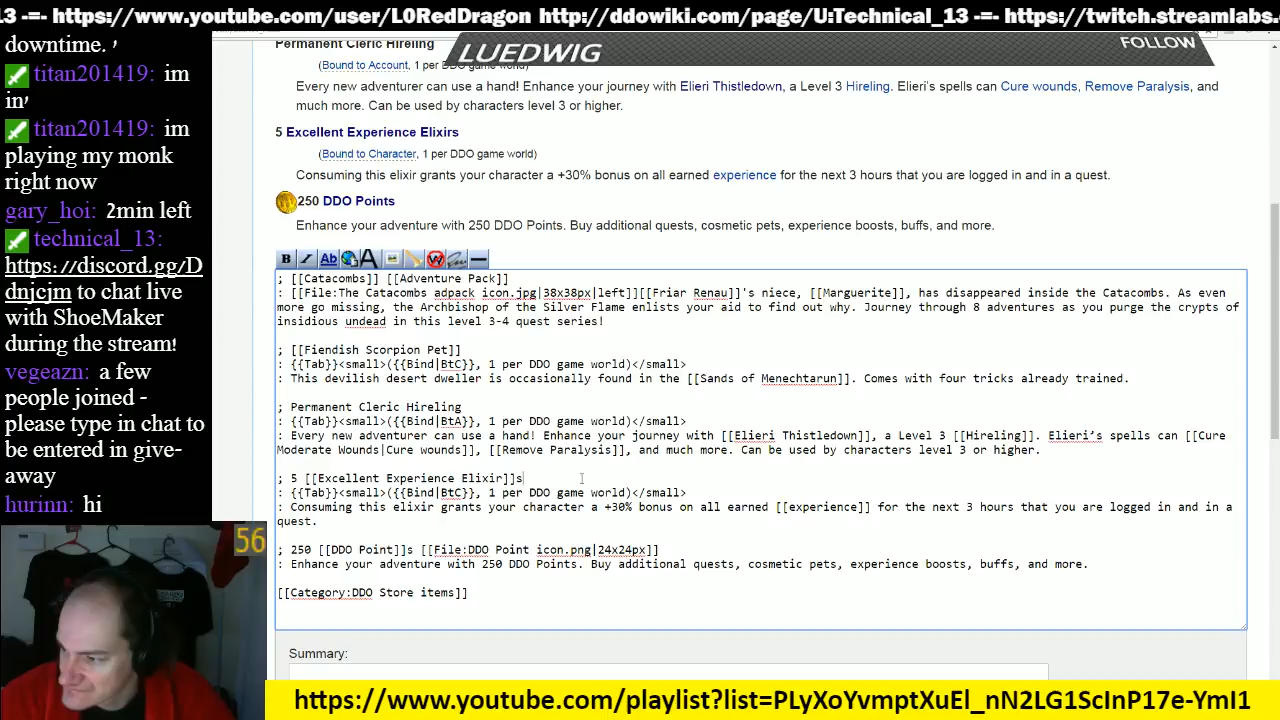 13 -=- https://www.youtube.com/user/L0RedDragon http://ddowiki.com/page/U:Technical_13 -=- https://twitch.streamlabs.
downtime. ,
titan201419: im
in,
titan201419: im
playing my monk
right now
gary_hoi: 2min left
technical_13:
https://discord.gg/D
dnjcjm to chat live
with ShoeMaker
during the stream!
vegeazn: a few
people joined -
please type in chat to
be entered in give-
away
hurinn: hi
56
LUEDWIG
FOLLOW
Permanent Cleric Hireling
(Bound to Account, 1 per DDO game world)
Every new adventurer can use a hand! Enhance your journey with Elieri Thistledown, a Level 3 Hireling. Elieri's spells can Cure wounds, Remove Paralysis, and
much more. Can be used by characters level 3 or higher.
5 Excellent Experience Elixirs
(Bound to Character, 1 per DDO game world)
Consuming this elixir grants your character a +30% bonus on all earned experience for the next 3 hours that you are logged in and in a quest.
250 DDO Points
Enhance your adventure with 250 DDO Points. Buy additional quests, cosmetic pets, experience boosts, buffs, and more.
B I Ab A W
; [[Catacombs]] [[Adventure Pack]]
: [[File:The Catacombs adpack icon.jpg|38x38px|left]][[Friar Renau]]'s niece, [[Marguerite]], has disappeared inside the Catacombs. As even
more go missing, the Archbishop of the Silver Flame enlists your aid to find out why. Journey through 8 adventures as you purge the crypts of
insidious undead in this level 3-4 quest series!
; [[Fiendish Scorpion Pet]]
: {{Tab}}<small>({{Bind|BtC}}, 1 per DDO game world)</small>
: This devilish desert dweller is occasionally found in the [[Sands of Menechtarun]]. Comes with four tricks already trained.
; Permanent Cleric Hireling
: {{Tab}}<small>({{Bind|BtA}}, 1 per DDO game world)</small>
: Every new adventurer can use a hand! Enhance your journey with [[Elieri Thistledown]], a Level 3 [[Hireling]]. Elieri’s spells can [[Cure
Moderate Wounds|Cure wounds]], [[Remove Paralysis]], and much more. Can be used by characters level 3 or higher.
; 5 [[Excellent Experience Elixir]]s
: {{Tab}}<small>({{Bind|BtC}}, 1 per DDO game world)</small>
: Consuming this elixir grants your character a +30% bonus on all earned [[experience]] for the next 3 hours that you are logged in and in a
quest.
; 250 [[DDO Point]]s [[File:DDO Point icon.png|24x24px]]
: Enhance your adventure with 250 DDO Points. Buy additional quests, cosmetic pets, experience boosts, buffs, and more.
[[Category:DDO Store items]]
Summary:
https://www.youtube.com/playlist?list=PLyXoYvmptXuEl_nN2LG1ScInP17e-YmI1